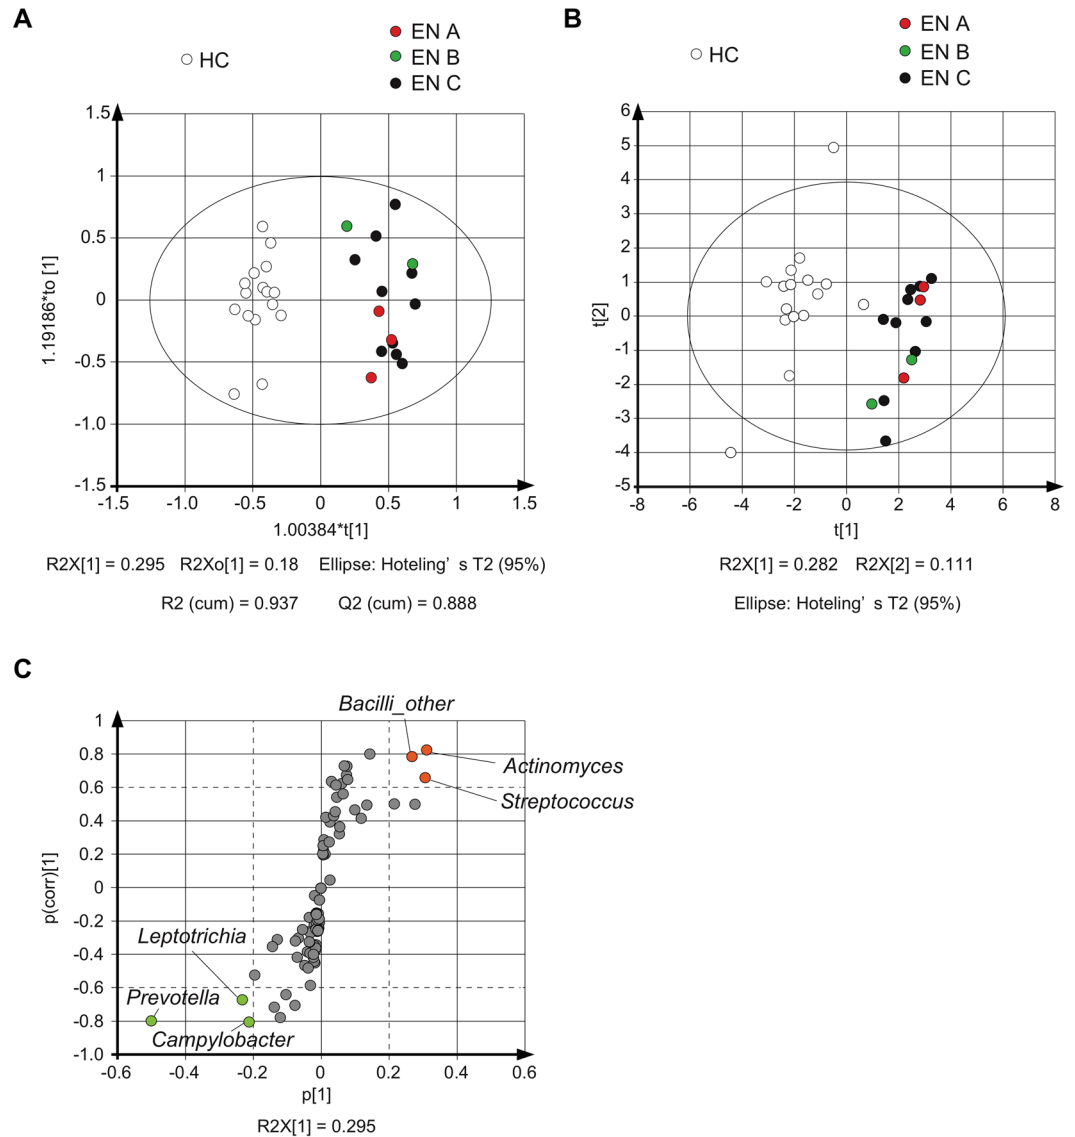 A
HC
EN A
EN B
EN C
1.5
1
0.5
0
-0.5
-1.0
-1.5
1.19186*to [1]
-1.5 -1.0 -0.5 0 0.5 1 1.5
1.00384*t[1]
R2X[1] = 0.295 R2Xo[1] = 0.18 Ellipse: Hoteling’ s T2 (95%)
R2 (cum) = 0.937 Q2 (cum) = 0.888
B
HC
EN A
EN B
EN C
6
5
4
3
2
1
0
-1
-2
-3
-4
-5
t[2]
-8 -6 -4 -2 0 2 4 6 8
t[1]
R2X[1] = 0.282 R2X[2] = 0.111
Ellipse: Hoteling’ s T2 (95%)
C
Bacilli_other
Actinomyces
Streptococcus
Leptotrichia
Prevotella
Campylobacter
1
0.8
0.6
0.4
0.2
0
-0.2
-0.4
-0.6
-0.8
-1.0
p(corr)[1]
-0.6 -0.4 -0.2 0 0.2 0.4 0.6
p[1]
R2X[1] = 0.295